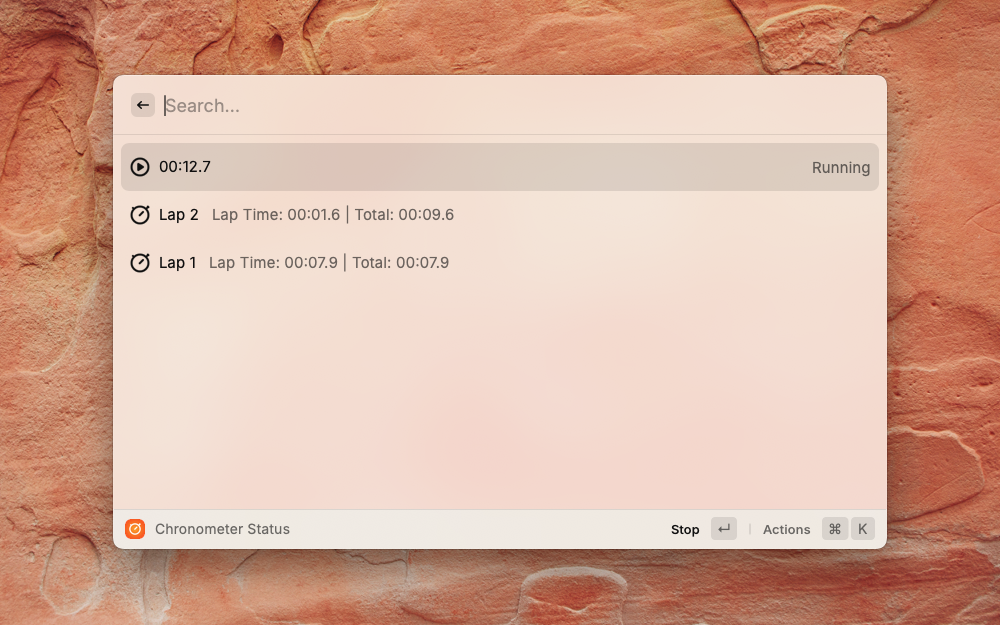 Search...
00:12.7 Running
Lap 2 Lap Time: 00:01.6 | Total: 00:09.6
Lap 1 Lap Time: 00:07.9 | Total: 00:07.9
Chronometer Status Stop ↵ | Actions ⌘ K